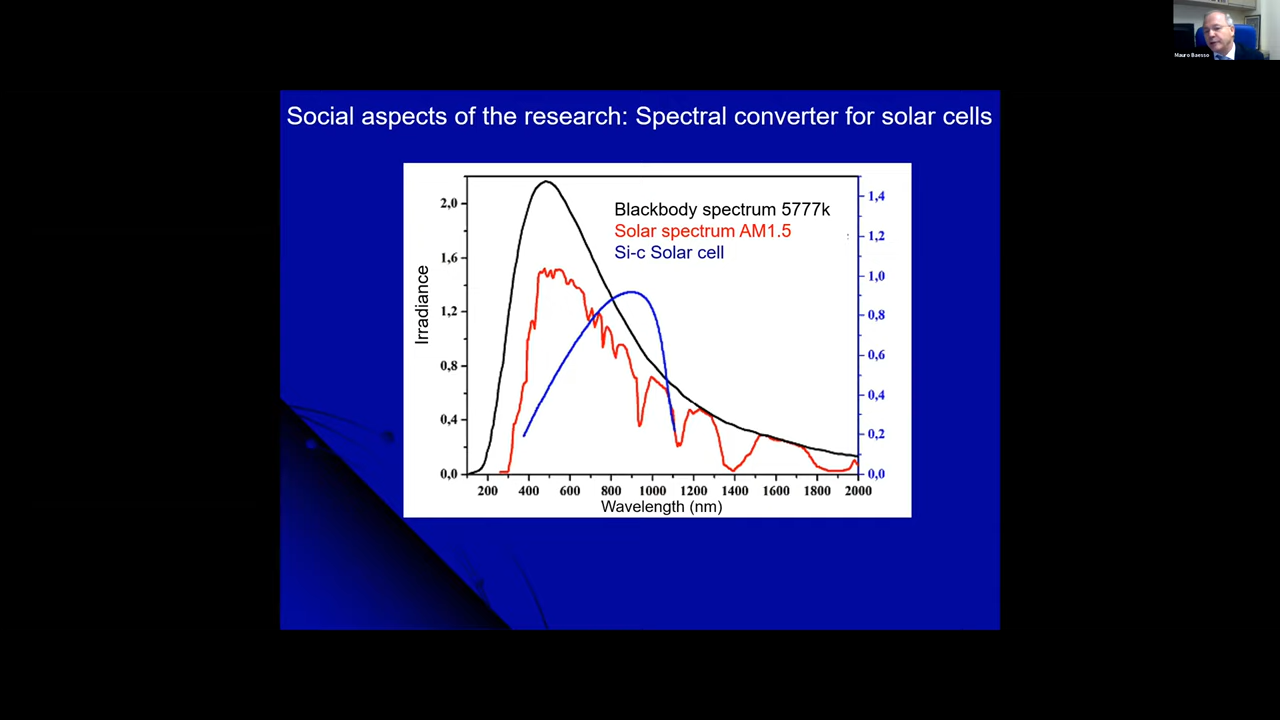 Mauro Baesso
Social aspects of the research: Spectral converter for solar cells
Blackbody spectrum 5777k
Solar spectrum AM1.5
Si-c Solar cell
Irradiance
2,0
1,6
1,2
0,8
0,4
0,0
1,4
1,2
1,0
0,8
0,6
0,4
0,2
0,0
200 400 600 800 1000 1200 1400 1600 1800 2000
Wavelength (nm)